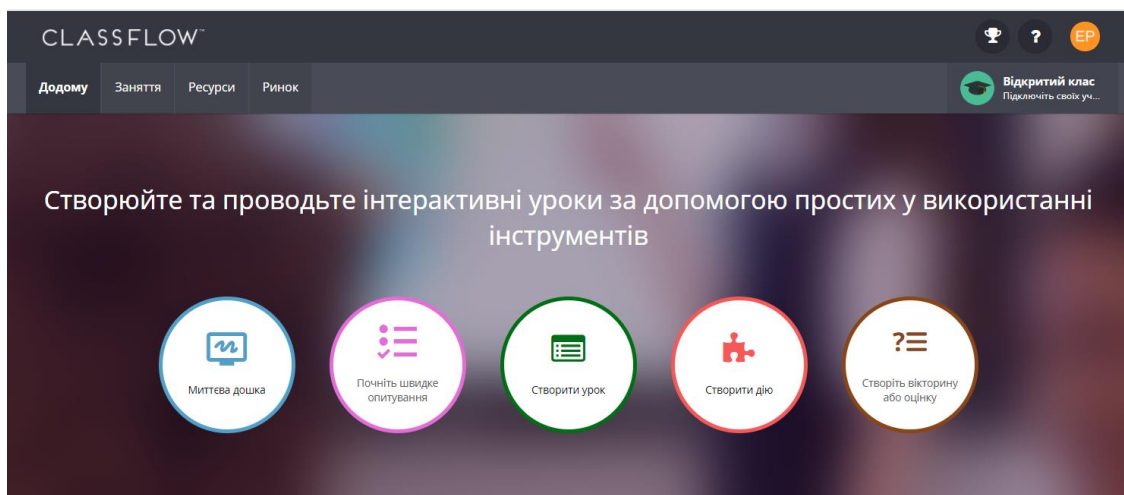 CLASSFLOW™
?
EP
Додому Заняття Ресурси Ринок
Відкритий клас
Підключіть своїх уч...
Створюйте та проводьте інтерактивні уроки за допомогою простих у використанні
інструментів
Миттєва дошка
Почніть швидке
опитування
Створити урок
Створити дію
?
Створіть вікторину
або оцінку